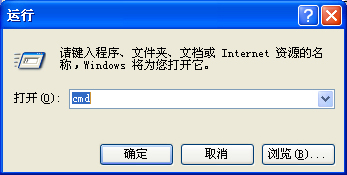 运行
请键入程序、文件夹、文档或 Internet 资源的名
称，Windows 将为您打开它。
打开(O): cmd
确定 取消 浏览(B)...